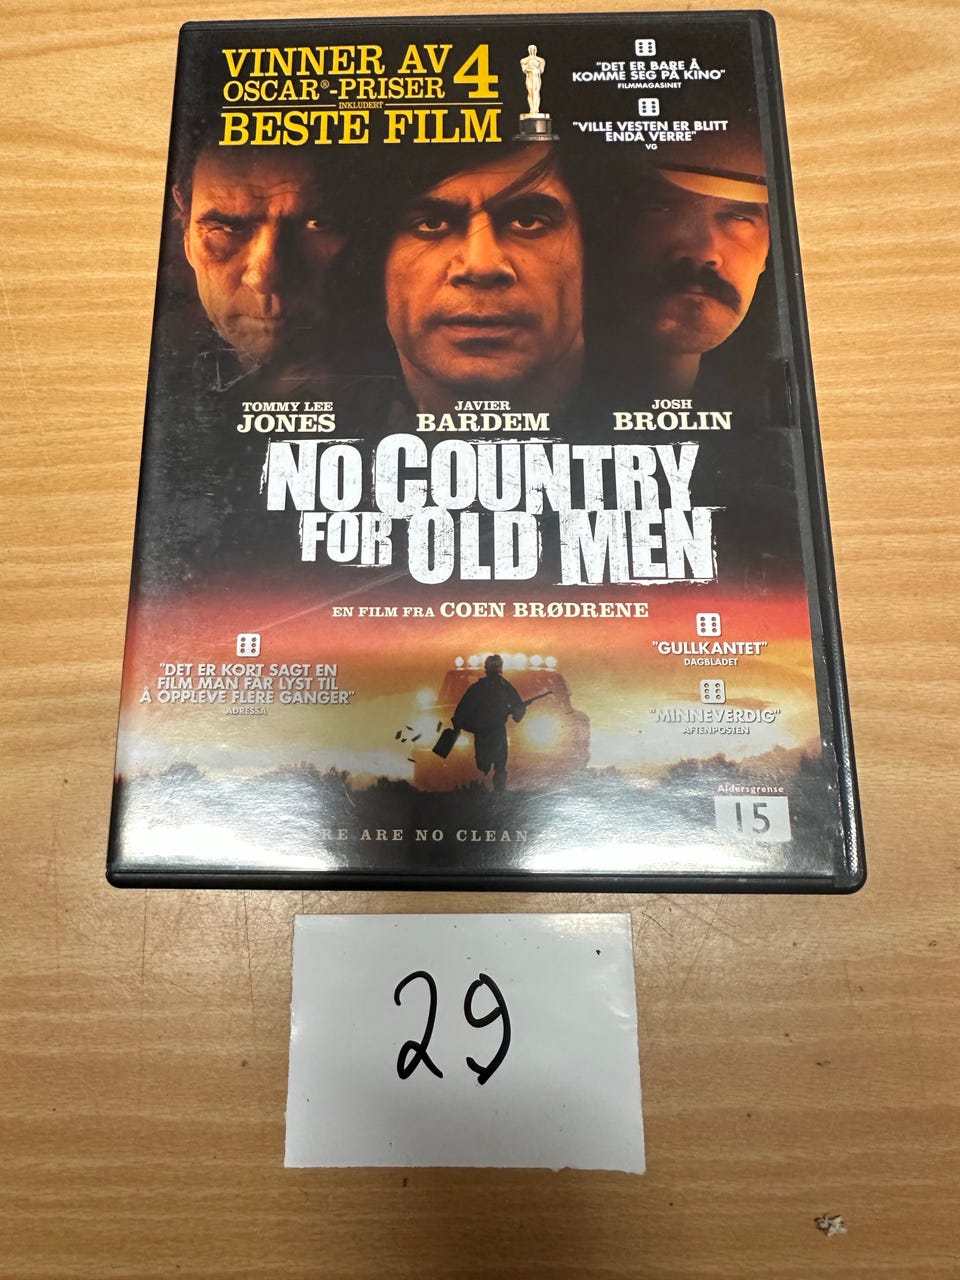 VINNER AV 4
OSCAR®-PRISER
INKLUDERT
BESTE FILM
"DET ER BARE Å
KOMME SEG PÅ KINO"
FILMMAGASINET
"VILLE VESTEN ER BLITT
ENDA VERRE"
VG
TOMMY LEE
JONES
JAVIER
BARDEM
JOSH
BROLIN
NO COUNTRY
FOR OLD MEN
EN FILM FRA COEN BRØDRENE
"DET ER KORT SAGT EN
FILM MAN FÅR LYST TIL
Å OPPLEVE FLERE GANGER"
ADRESSA
"GULLKANTET"
DAGBLADET
"MINNEVERDIG"
AFTENPOSTEN
Aldersgrense
15
RE ARE NO CLEAN
29